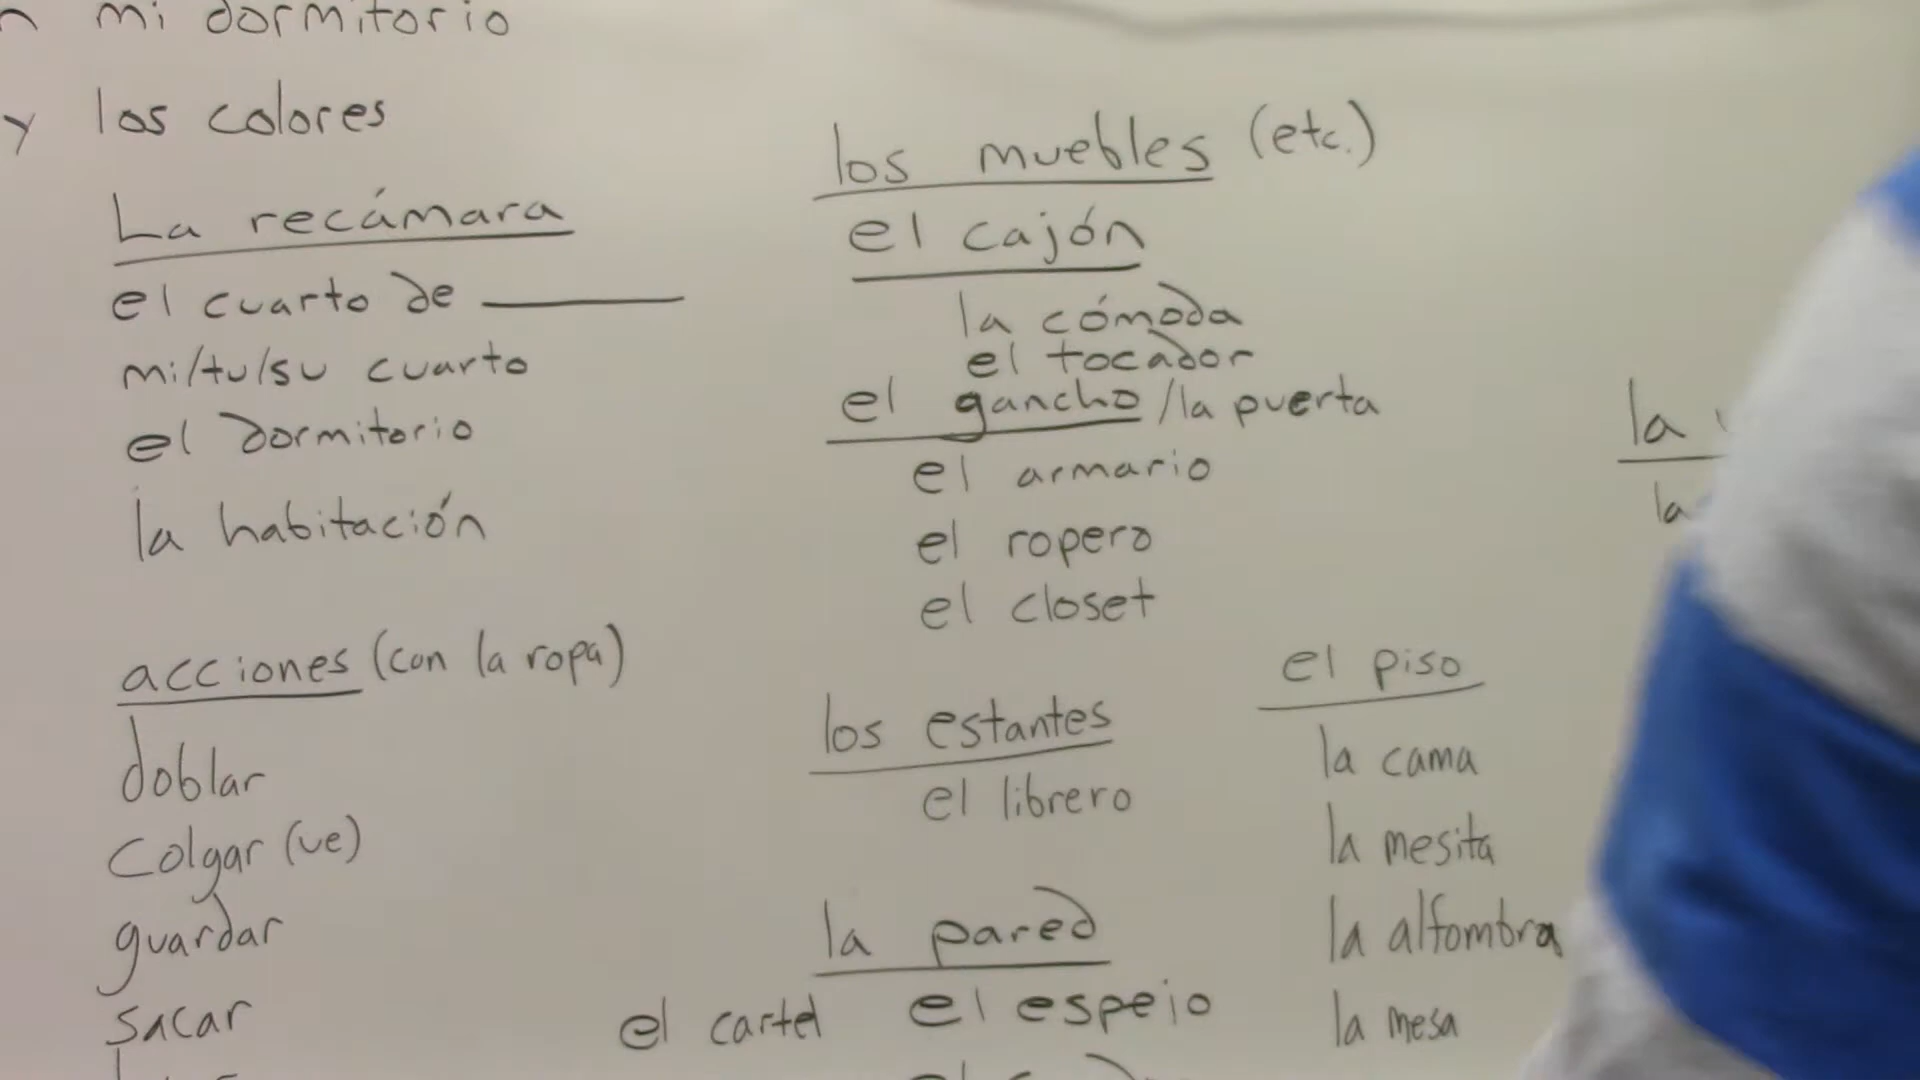 mi dormitorio
y los colores
La recámara
el cuarto de ______
mi/tu/su cuarto
el dormitorio
la habitación
acciones (con la ropa)
doblar
colgar (ue)
guardar
sacar
los muebles (etc.)
el cajón
la cómoda
el tocador
el gancho/la puerta
el armario
el ropero
el closet
los estantes
el librero
la pared
el cartel el espejo
el piso
la cama
la mesita
la alfombra
la mesa
la
la